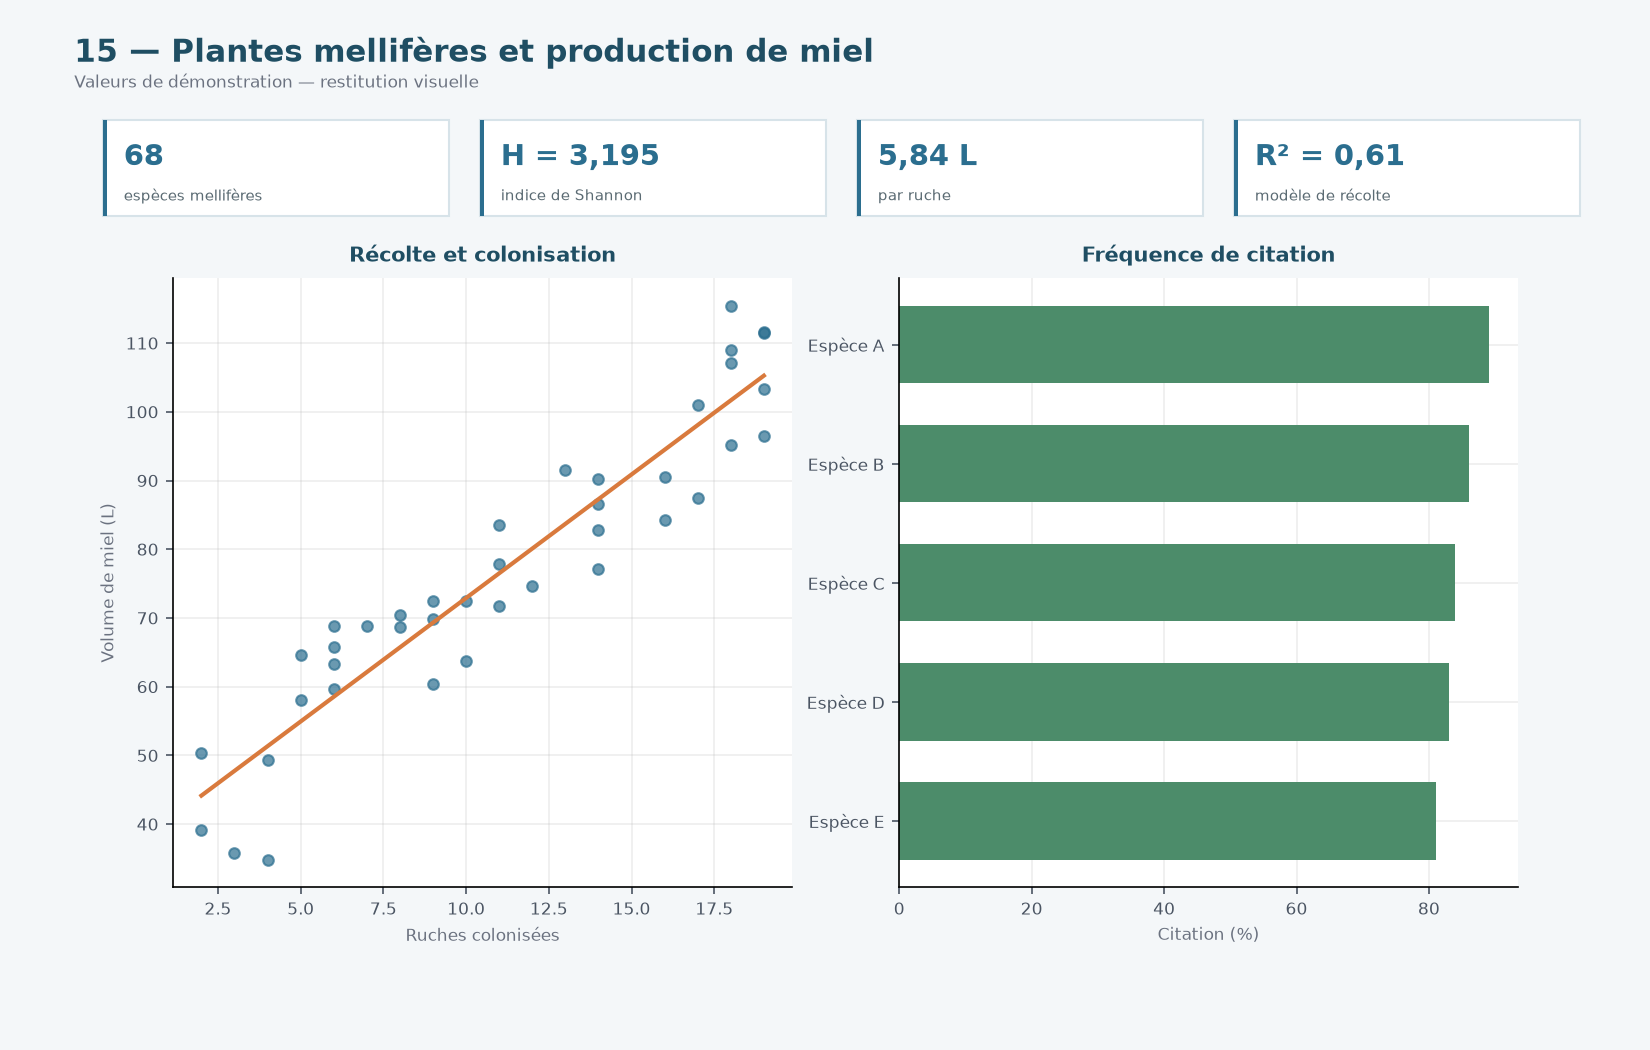 15 — Plantes mellifères et production de miel
Valeurs de démonstration — restitution visuelle
68
espèces mellifères
H = 3,195
indice de Shannon
5,84 L
par ruche
R² = 0,61
modèle de récolte
Récolte et colonisation
Volume de miel (L)
110
100
90
80
70
60
50
40
2.5 5.0 7.5 10.0 12.5 15.0 17.5
Ruches colonisées
Fréquence de citation
Espèce A
Espèce B
Espèce C
Espèce D
Espèce E
0 20 40 60 80
Citation (%)